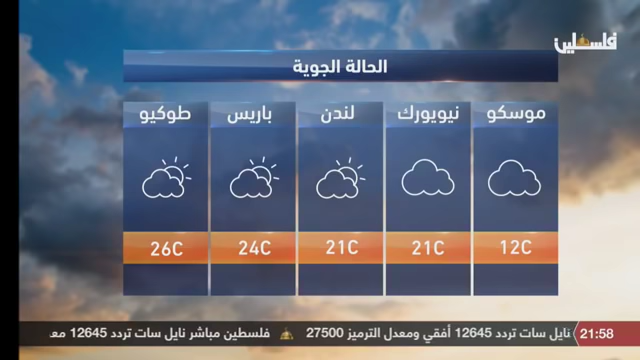 فلسطين
الحالة الجوية
موسكو نيويورك لندن باريس طوكيو
12C 21C 21C 24C 26C
21:58 نايل سات تردد 12645 أفقي ومعدل الترميز 27500 فلسطين مباشر نايل سات تردد 12645